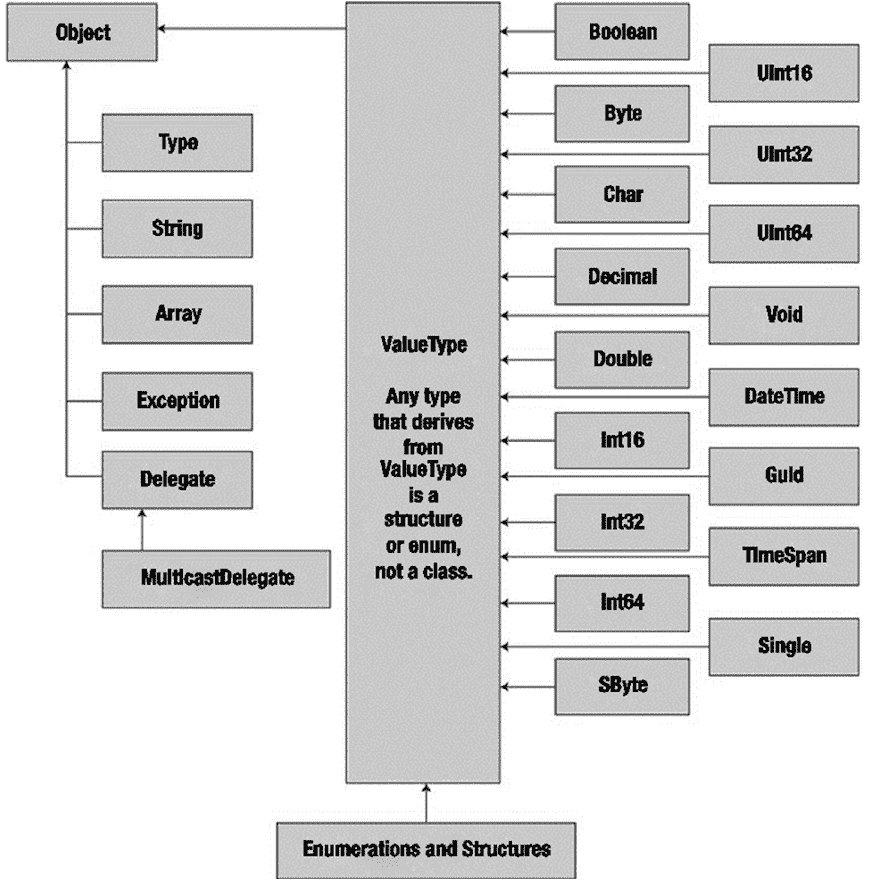 Object
Type
String
Array
Exception
Delegate
MulticastDelegate
ValueType
Any type
that derives
from
ValueType
is a
structure
or enum,
not a class.
Boolean
UInt16
Byte
UInt32
Char
UInt64
Decimal
Void
Double
DateTime
Int16
Guid
Int32
TimeSpan
Int64
Single
SByte
Enumerations and Structures